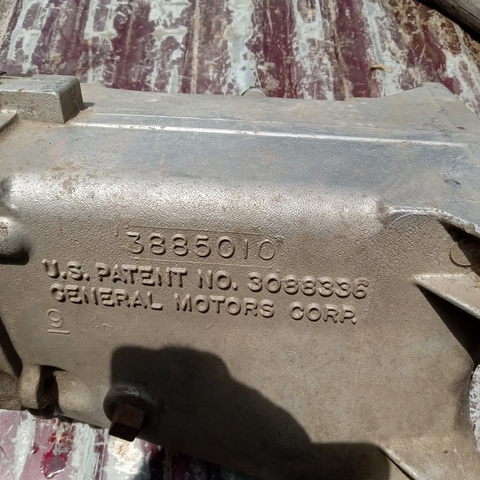 3885010
U.S. PATENT NO. 3088336
GENERAL MOTORS CORP.
9